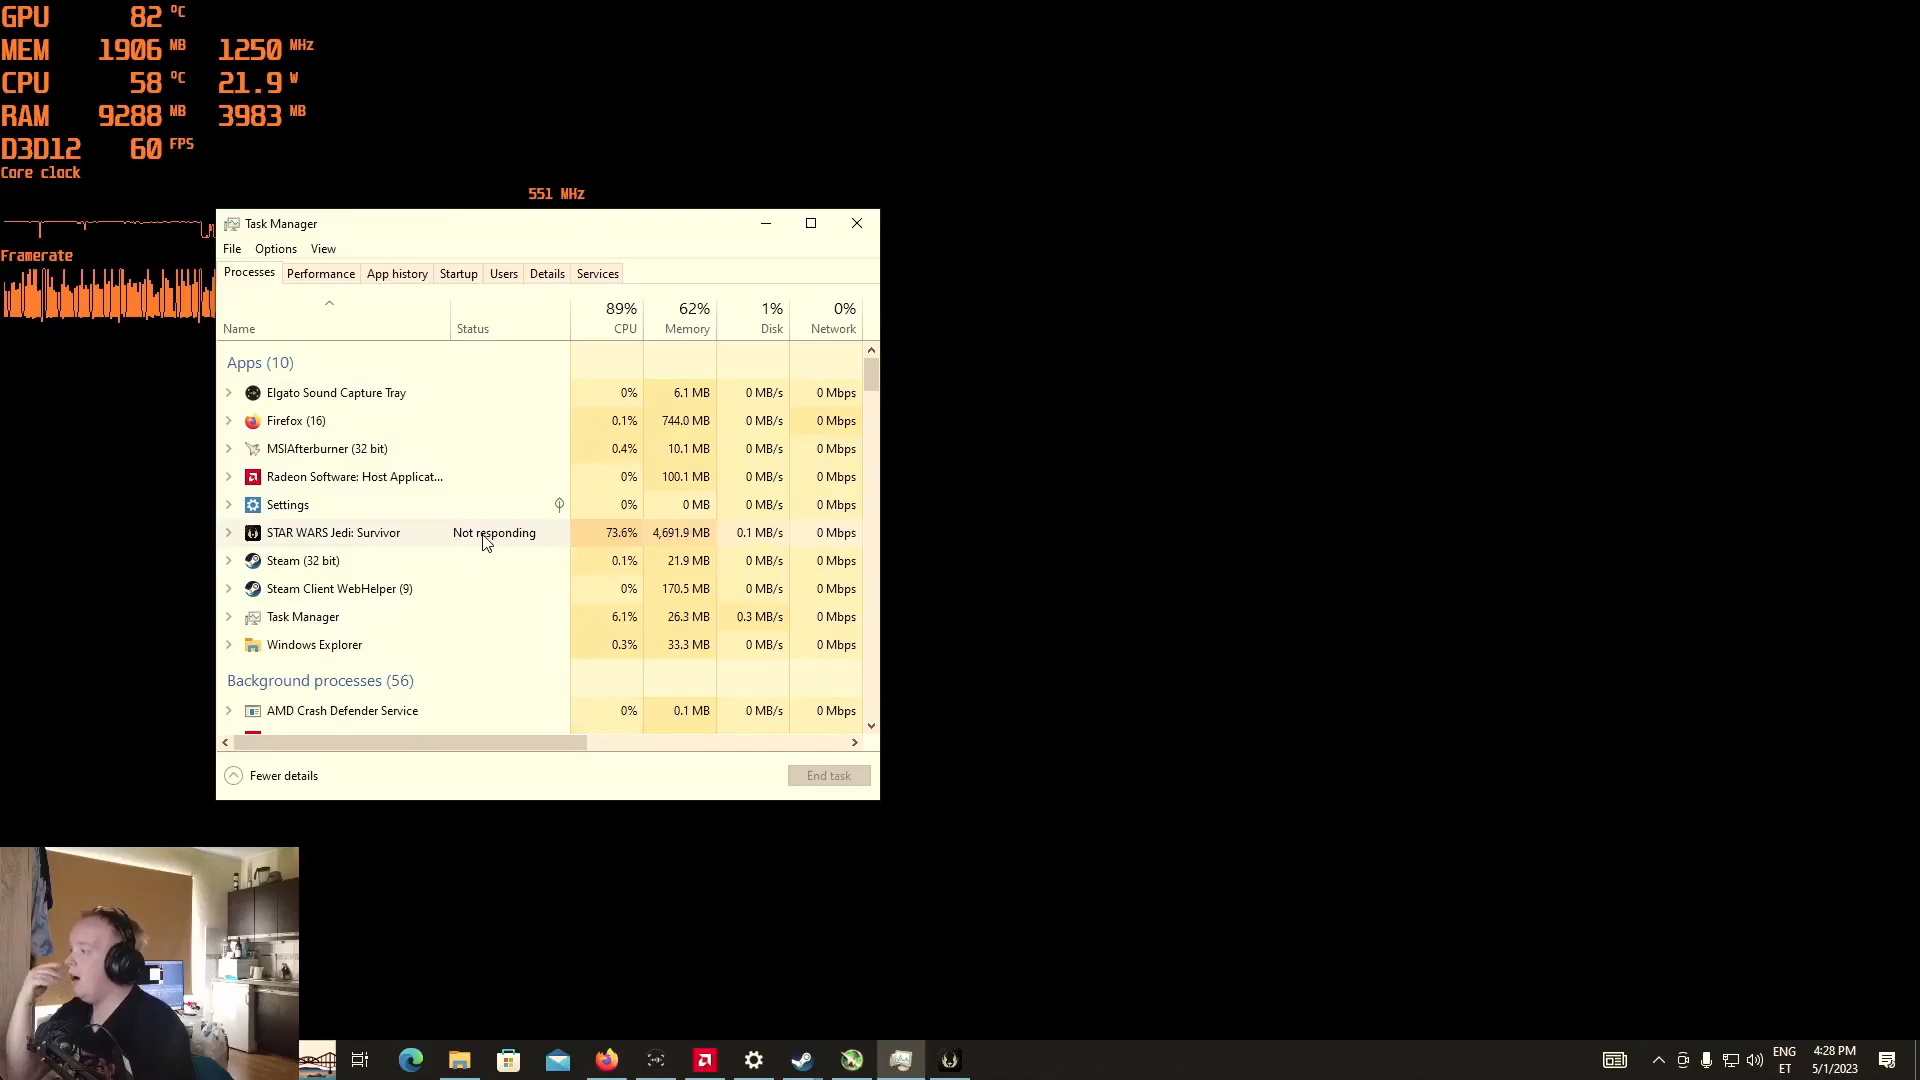 GPU 82 °C
MEM 1906 MB 1250 MHz
CPU 58 °C 21.9 W
RAM 9288 MB 3983 MB
D3D12 60 FPS
Core clock
551 MHz
Framerate
Task Manager
File Options View
Processes Performance App history Startup Users Details Services
89% 62% 1% 0%
Name Status CPU Memory Disk Network
Apps (10)
Elgato Sound Capture Tray 0% 6.1 MB 0 MB/s 0 Mbps
Firefox (16) 0.1% 744.0 MB 0 MB/s 0 Mbps
MSIAfterburner (32 bit) 0.4% 10.1 MB 0 MB/s 0 Mbps
Radeon Software: Host Applicat... 0% 100.1 MB 0 MB/s 0 Mbps
Settings 0% 0 MB 0 MB/s 0 Mbps
STAR WARS Jedi: Survivor Not responding 73.6% 4,691.9 MB 0.1 MB/s 0 Mbps
Steam (32 bit) 0.1% 21.9 MB 0 MB/s 0 Mbps
Steam Client WebHelper (9) 0% 170.5 MB 0 MB/s 0 Mbps
Task Manager 6.1% 26.3 MB 0.3 MB/s 0 Mbps
Windows Explorer 0.3% 33.3 MB 0 MB/s 0 Mbps
Background processes (56)
AMD Crash Defender Service 0% 0.1 MB 0 MB/s 0 Mbps
Fewer details End task
ENG 4:28 PM
ET 5/1/2023